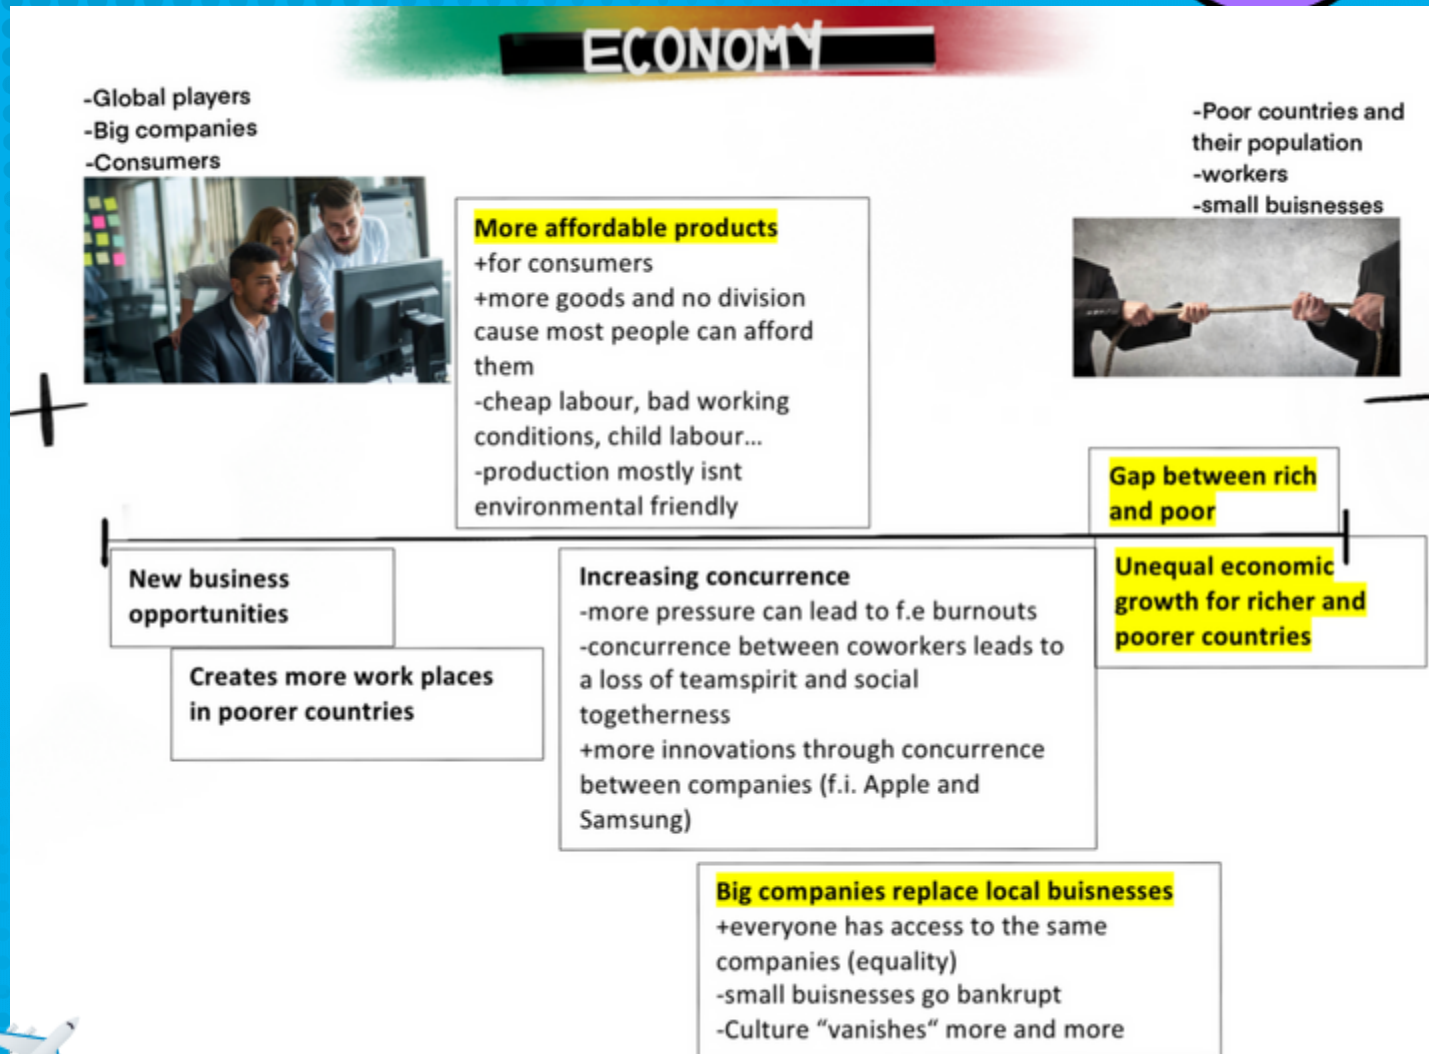 ECONOMY
-Global players
-Big companies
-Consumers
-Poor countries and
their population
-workers
-small buisnesses
More affordable products
+for consumers
+more goods and no division
cause most people can afford
them
-cheap labour, bad working
conditions, child labour...
-production mostly isnt
environmental friendly
Gap between rich
and poor
New business
opportunities
Creates more work places
in poorer countries
Increasing concurrence
-more pressure can lead to f.e burnouts
-concurrence between coworkers leads to
a loss of teamspirit and social
togetherness
+more innovations through concurrence
between companies (f.i. Apple and
Samsung)
Unequal economic
growth for richer and
poorer countries
Big companies replace local buisnesses
+everyone has access to the same
companies (equality)
-small buisnesses go bankrupt
-Culture “vanishes“ more and more